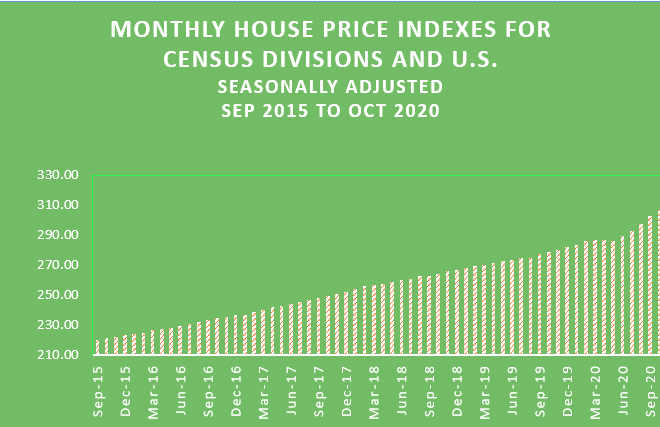 MONTHLY HOUSE PRICE INDEXES FOR
CENSUS DIVISIONS AND U.S.
SEASONALLY ADJUSTED
SEP 2015 TO OCT 2020
330.00
310.00
290.00
270.00
250.00
230.00
210.00
Sep-15
Dec-15
Mar-16
Jun-16
Sep-16
Dec-16
Mar-17
Jun-17
Sep-17
Dec-17
Mar-18
Jun-18
Sep-18
Dec-18
Mar-19
Jun-19
Sep-19
Dec-19
Mar-20
Jun-20
Sep-20